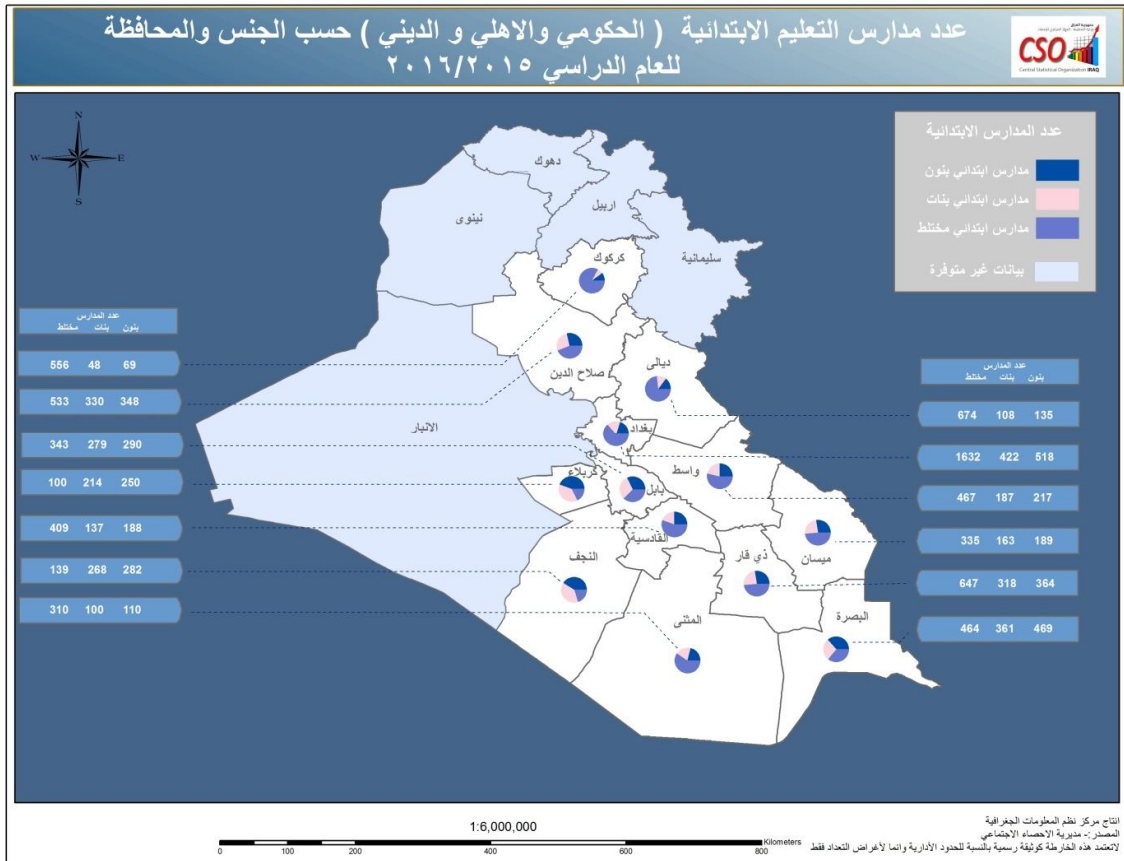 عدد مدارس التعليم الابتدائية ( الحكومي والاهلي و الديني ) حسب الجنس والمحافظة
للعام الدراسي ٢٠١٦/٢٠١٥
CSO
Central Statistical Organization IRAQ
N
W E
S
عدد المدارس الابتدائية
مدارس ابتدائي بنون
مدارس ابتدائي بنات
مدارس ابتدائي مختلط
بيانات غير متوفرة
دهوك
نينوى
اربيل
سليمانية
كركوك
صلاح الدين
ديالى
الانبار
بغداد
كربلاء
بابل
واسط
القادسية
النجف
ذي قار
ميسان
المثنى
البصرة
عدد المدارس
بنون بنات مختلط
556 48 69
533 330 348
343 279 290
100 214 250
409 137 188
139 268 282
310 100 110
عدد المدارس
بنون بنات مختلط
674 108 135
1632 422 518
467 187 217
335 163 189
647 318 364
464 361 469
1:6,000,000
Kilometers
0 100 200 400 600 800
انتاج مركز نظم المعلومات الجغرافية
المصدر:- مديرية الاحصاء الاجتماعي
لاتعتمد هذه الخارطة كوثيقة رسمية بالنسبة للحدود الأدارية وانما لأغراض التعداد فقط